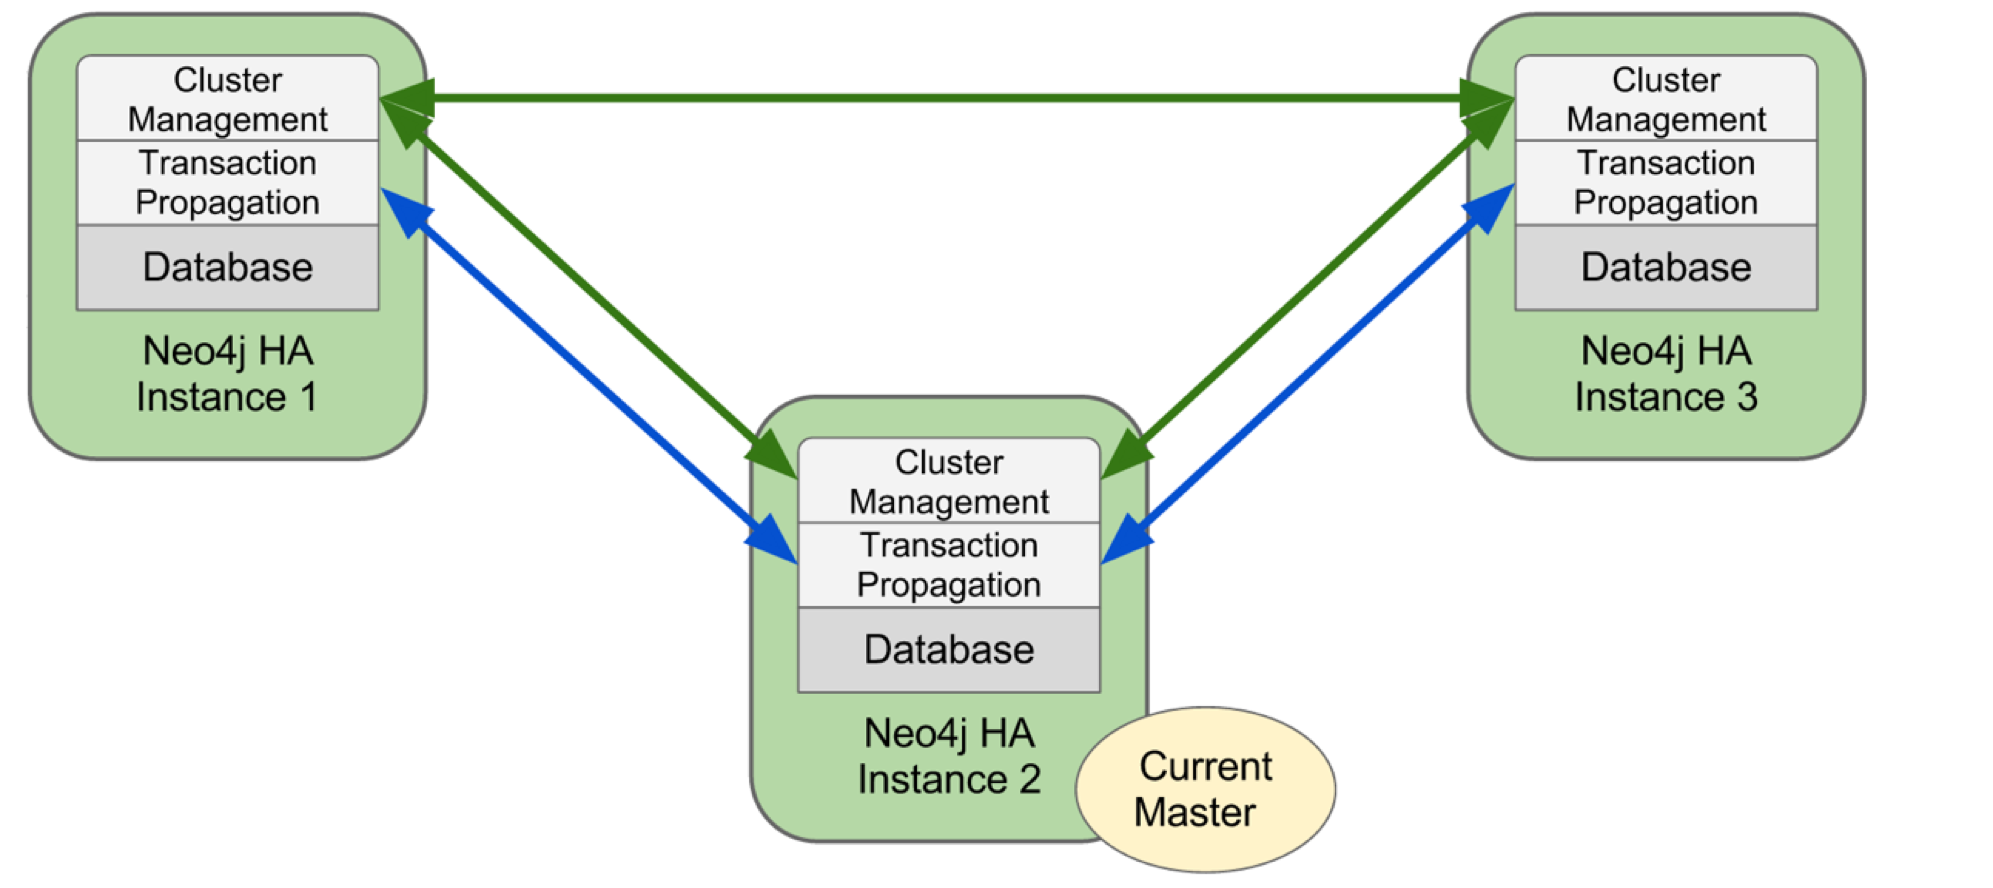 Cluster
Management
Transaction
Propagation
Database
Neo4j HA
Instance 1
Cluster
Management
Transaction
Propagation
Database
Neo4j HA
Instance 3
Cluster
Management
Transaction
Propagation
Database
Neo4j HA
Instance 2
Current
Master